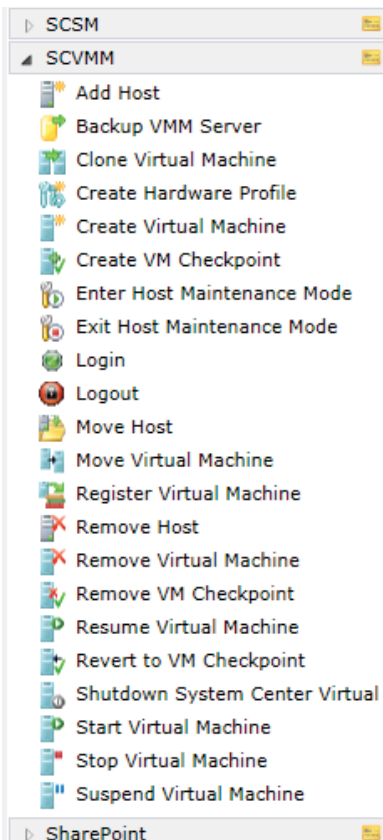 SCSM
SCVMM
Add Host
Backup VMM Server
Clone Virtual Machine
Create Hardware Profile
Create Virtual Machine
Create VM Checkpoint
Enter Host Maintenance Mode
Exit Host Maintenance Mode
Login
Logout
Move Host
Move Virtual Machine
Register Virtual Machine
Remove Host
Remove Virtual Machine
Remove VM Checkpoint
Resume Virtual Machine
Revert to VM Checkpoint
Shutdown System Center Virtual
Start Virtual Machine
Stop Virtual Machine
Suspend Virtual Machine
SharePoint